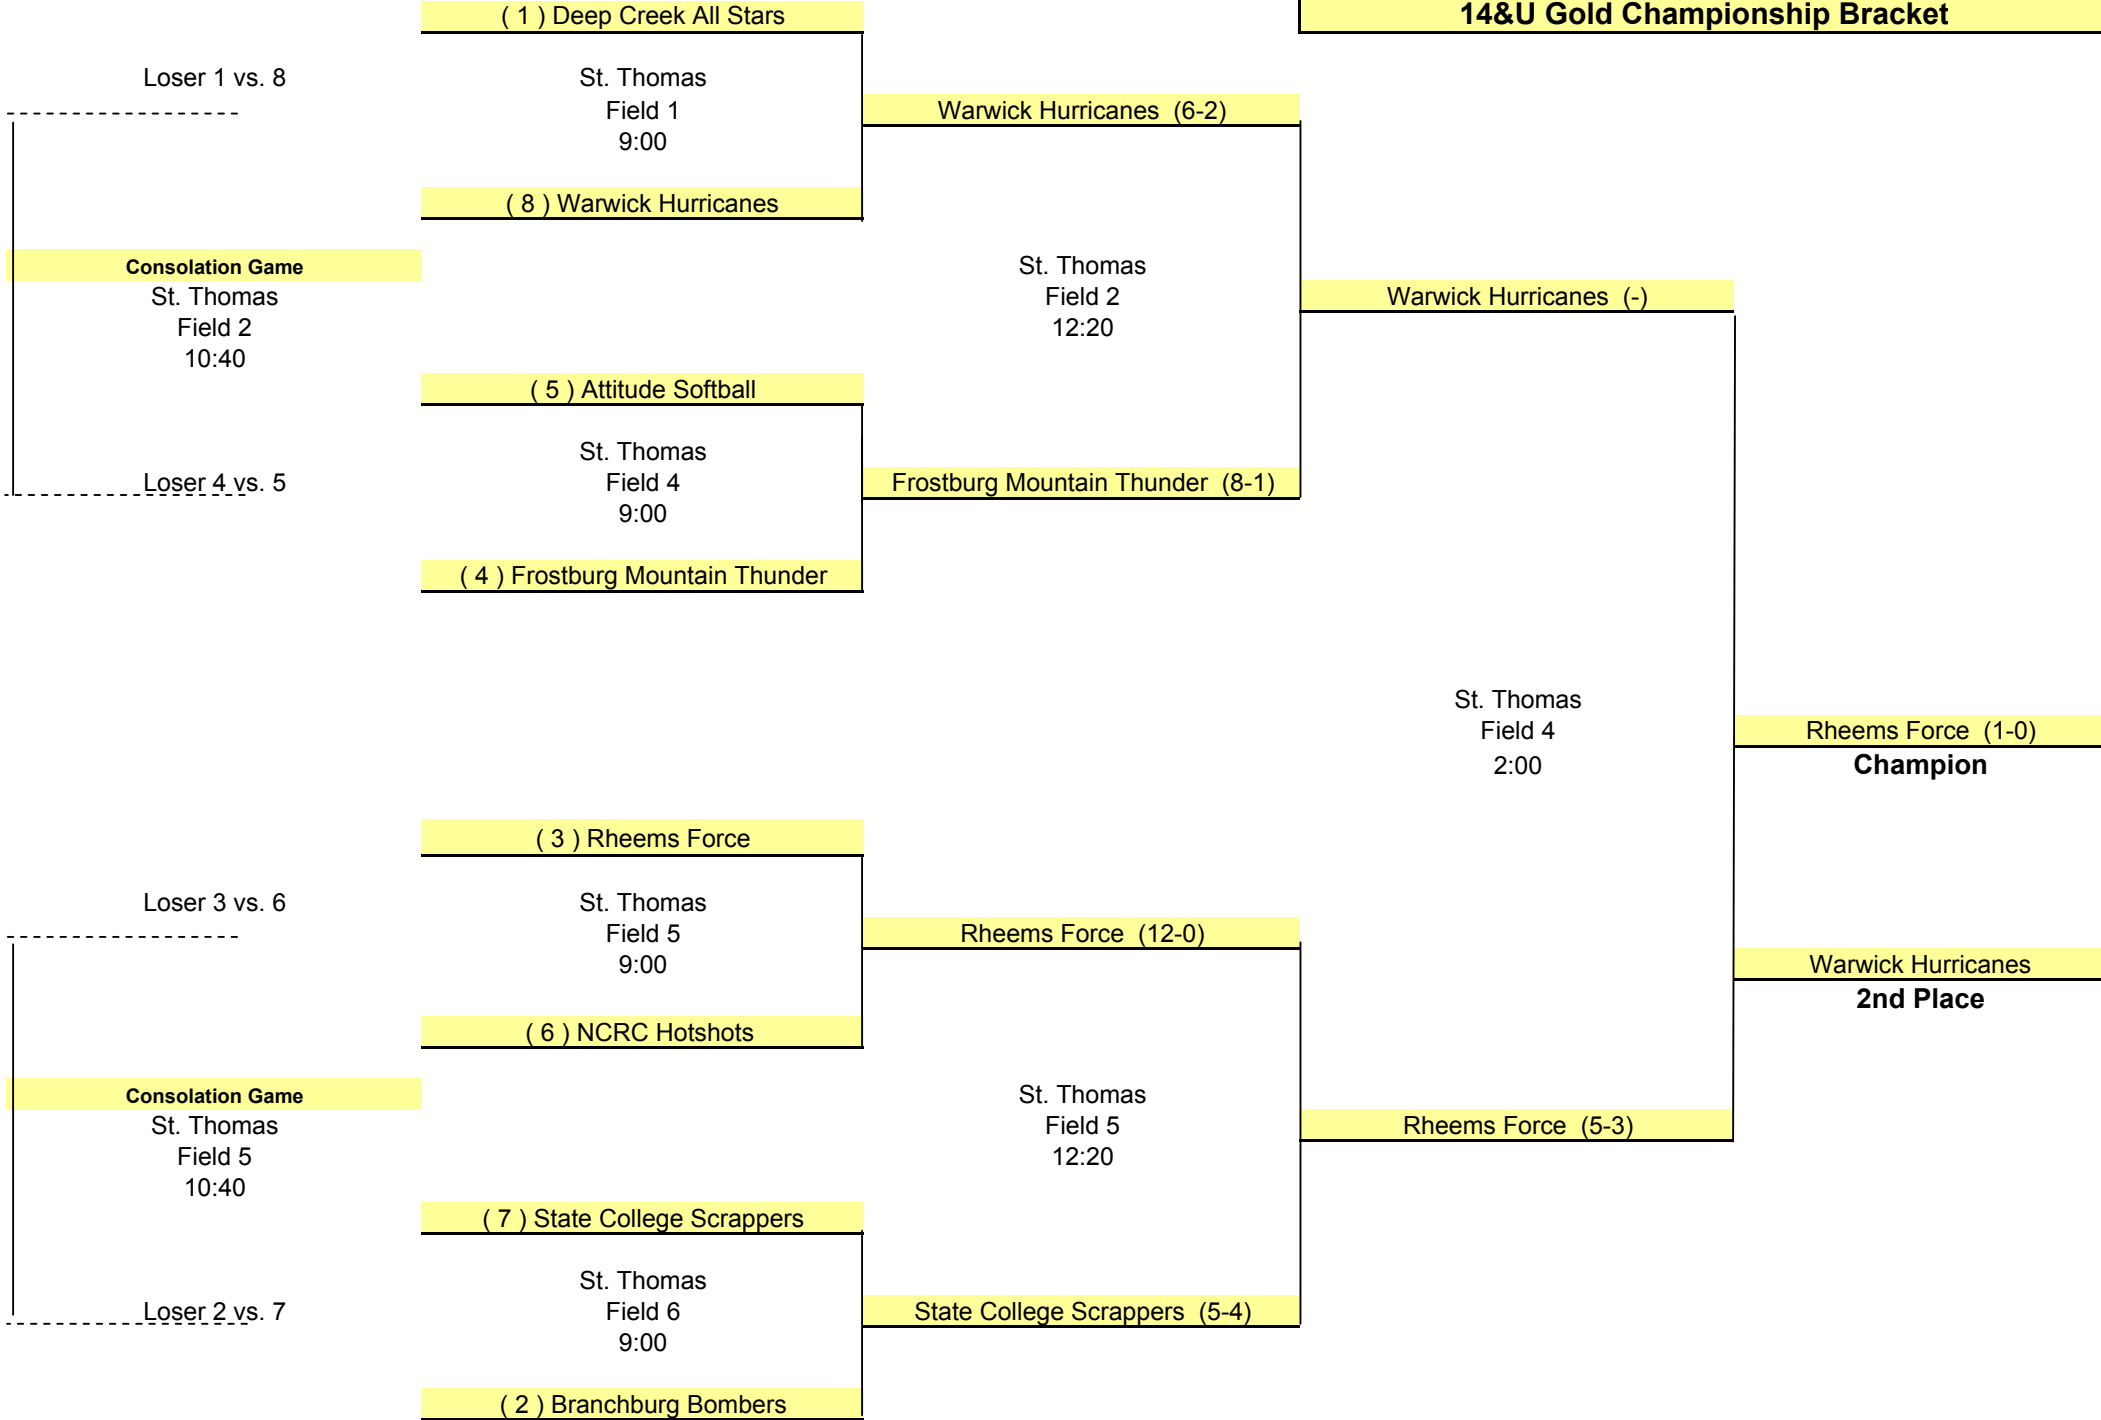 ( 1 ) Deep Creek All Stars
14&U Gold Championship Bracket
Loser 1 vs. 8
St. Thomas
Field 1
9:00
Warwick Hurricanes (6-2)
( 8 ) Warwick Hurricanes
Consolation Game
St. Thomas
Field 2
10:40
St. Thomas
Field 2
12:20
Warwick Hurricanes (-)
( 5 ) Attitude Softball
Loser 4 vs. 5
St. Thomas
Field 4
9:00
Frostburg Mountain Thunder (8-1)
( 4 ) Frostburg Mountain Thunder
St. Thomas
Field 4
2:00
Rheems Force (1-0)
Champion
( 3 ) Rheems Force
Loser 3 vs. 6
St. Thomas
Field 5
9:00
Rheems Force (12-0)
Warwick Hurricanes
2nd Place
( 6 ) NCRC Hotshots
Consolation Game
St. Thomas
Field 5
10:40
St. Thomas
Field 5
12:20
Rheems Force (5-3)
( 7 ) State College Scrappers
Loser 2 vs. 7
St. Thomas
Field 6
9:00
State College Scrappers (5-4)
( 2 ) Branchburg Bombers